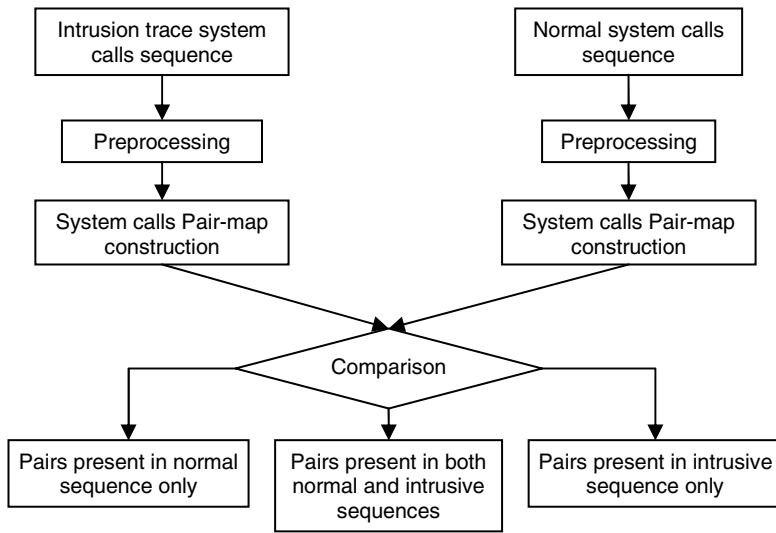 Intrusion trace system
calls sequence
Normal system calls
sequence
Preprocessing
Preprocessing
System calls Pair-map
construction
System calls Pair-map
construction
Comparison
Pairs present in normal
sequence only
Pairs present in both
normal and intrusive
sequences
Pairs present in intrusive
sequence only